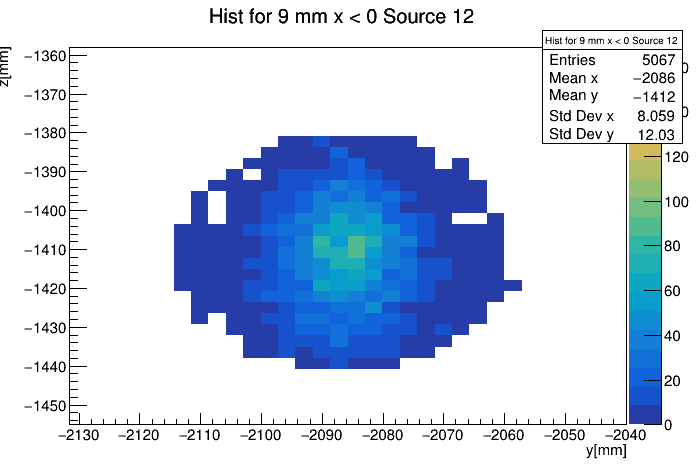 Hist for 9 mm x < 0 Source 12
z[mm]
Hist for 9 mm x < 0 Source 12
Entries 5067
Mean x −2086
Mean y −1412
Std Dev x 8.059
Std Dev y 12.03
−1360
−1370
−1380
−1390
−1400
−1410
−1420
−1430
−1440
−1450
0
0
120
100
80
60
40
20
0
−2130 −2120 −2110 −2100 −2090 −2080 −2070 −2060 −2050 −2040
y[mm]